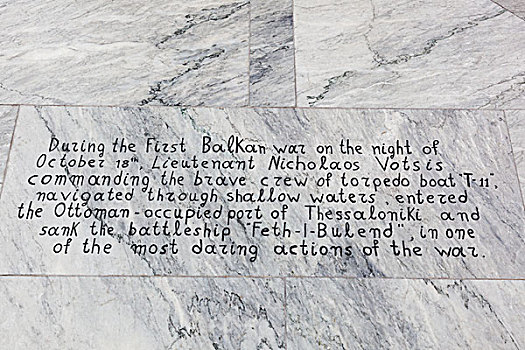 During the First Balkan war on the night of
October 18th, Lieutenant Nicholaos Votsis
commanding the brave crew of torpedo boat "T-11",
navigated through shallow waters, entered
the Ottoman-occupied port of Thessaloniki and
sank the battleship "Feth-I-Bulend", in one
of the most daring actions of the war.